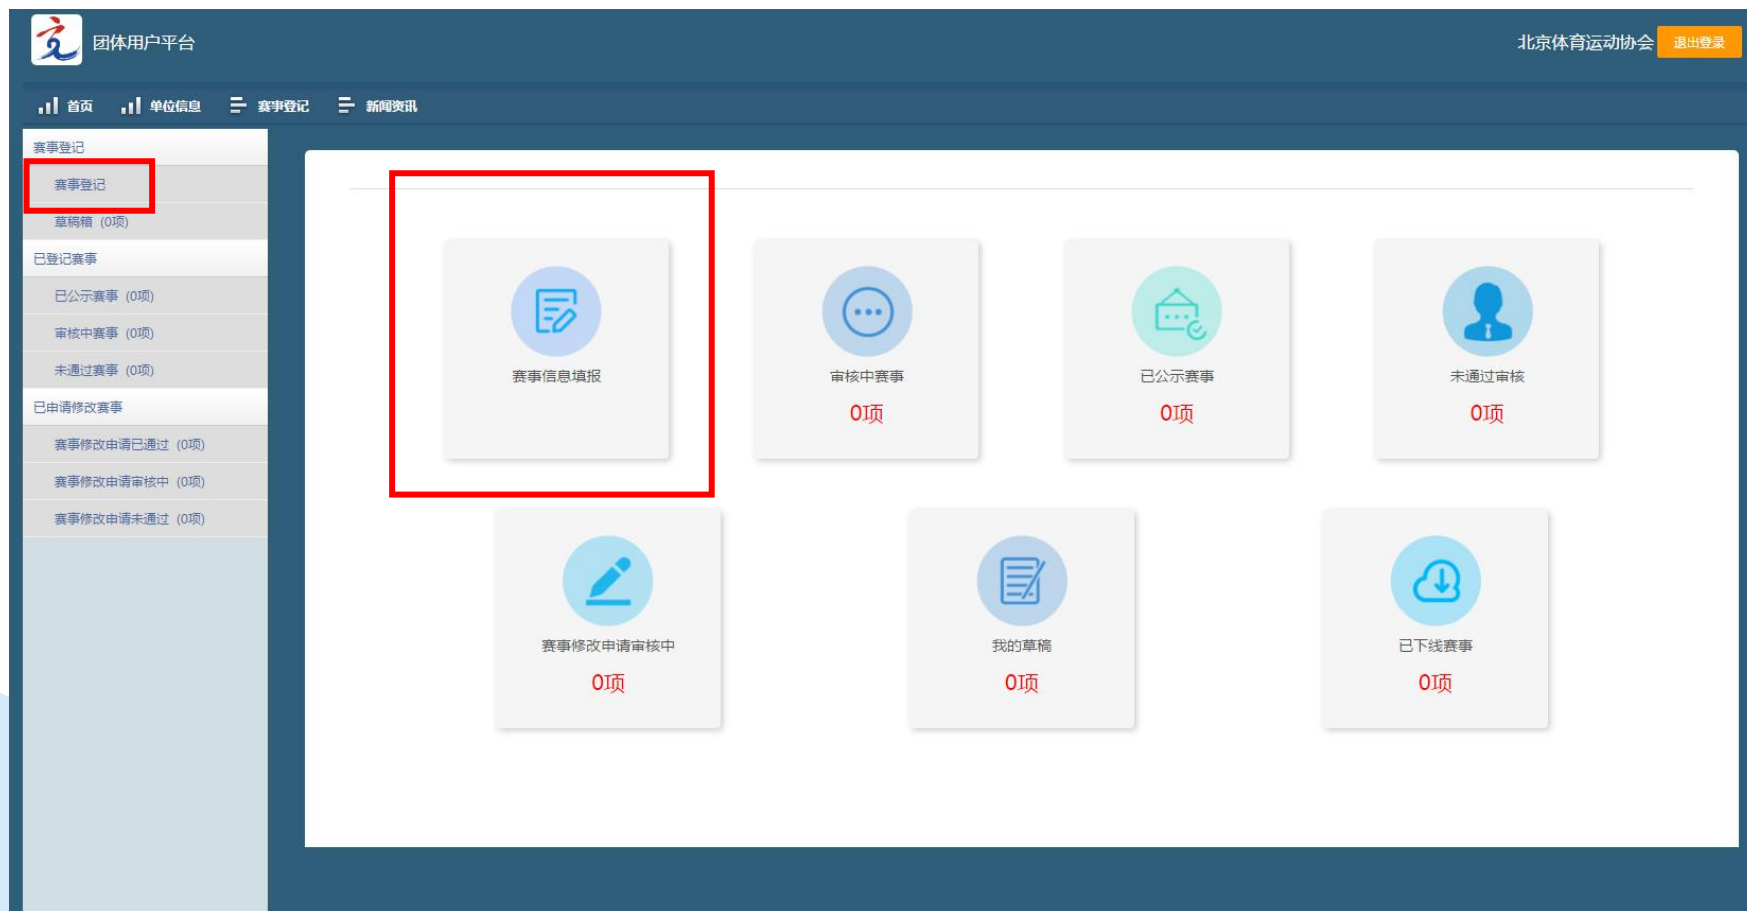 团体用户平台
北京体育运动协会
退出登录
首页
单位信息
赛事登记
新闻资讯
赛事登记
赛事登记
草稿箱 (0项)
已登记赛事
已公示赛事 (0项)
审核中赛事 (0项)
未通过赛事 (0项)
已申请修改赛事
赛事修改申请已通过 (0项)
赛事修改申请审核中 (0项)
赛事修改申请未通过 (0项)
赛事信息填报
审核中赛事
0项
已公示赛事
0项
未通过审核
0项
赛事修改申请审核中
0项
我的草稿
0项
已下线赛事
0项